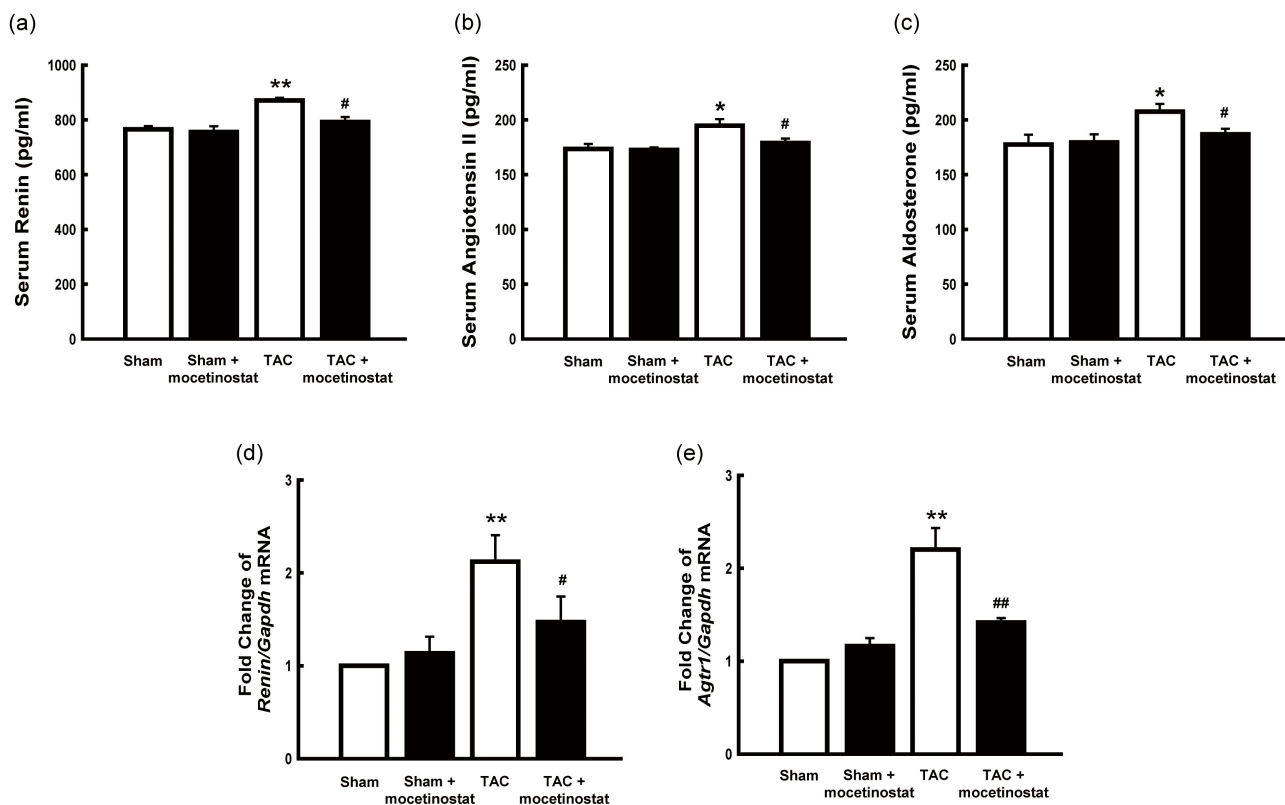 (a)
Serum Renin (pg/ml)
1000
800
600
400
200
0
**
#
Sham
Sham +
mocetinostat
TAC
TAC +
mocetinostat
(b)
Serum Angiotensin II (pg/ml)
250
200
150
100
50
0
*
#
Sham
Sham +
mocetinostat
TAC
TAC +
mocetinostat
(c)
Serum Aldosterone (pg/ml)
250
200
150
100
50
0
*
#
Sham
Sham +
mocetinostat
TAC
TAC +
mocetinostat
(d)
Fold Change of
Renin/Gapdh mRNA
3
2
1
0
**
#
Sham
Sham +
mocetinostat
TAC
TAC +
mocetinostat
(e)
Fold Change of
Agtr1/Gapdh mRNA
3
2
1
0
**
##
Sham
Sham +
mocetinostat
TAC
TAC +
mocetinostat